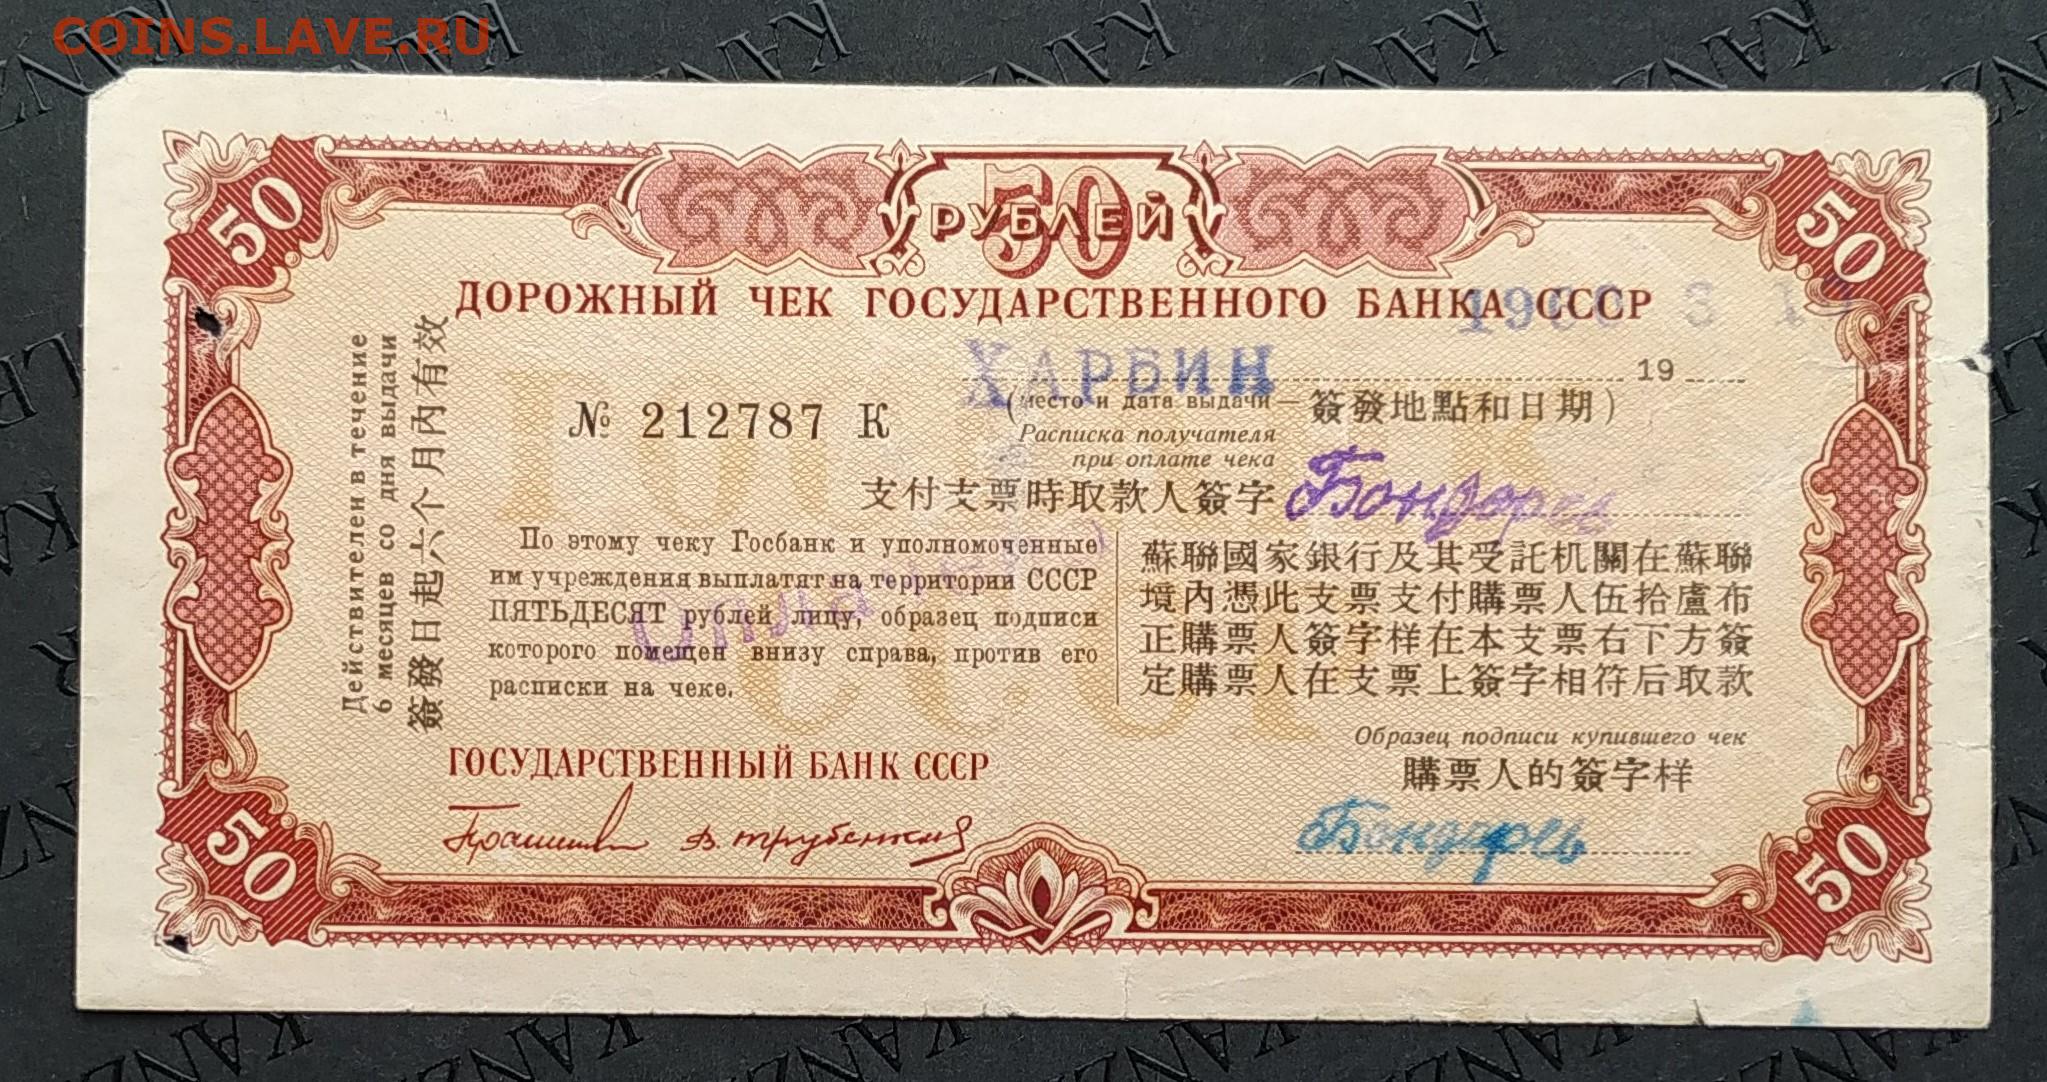 COINS.LAVE.RU
50
50 РУБЛЕЙ
50
ДОРОЖНЫЙ ЧЕК ГОСУДАРСТВЕННОГО БАНКА СССР
ХАРБИН
19
№ 212787 К
(место и дата выдачи—簽發地點和日期)
Расписка получателя
при оплате чека
支付支票時取款人簽字
Действителен в течение
6 месяцев со дня выдачи
簽發日起六个月内有效
По этому чеку Госбанк и уполномоченные
им учреждения выплатят на территории СССР
ПЯТЬДЕСЯТ рублей лицу, образец подписи
которого помещен внизу справа, против его
расписки на чеке.
蘇聯國家銀行及其受託机關在蘇聯
境內憑此支票支付購票人伍拾盧布
正購票人簽字样在本支票右下方簽
定購票人在支票上簽字相符后取款
ГОСУДАРСТВЕННЫЙ БАНК СССР
Образец подписи купившего чек
購票人的簽字样
50
50